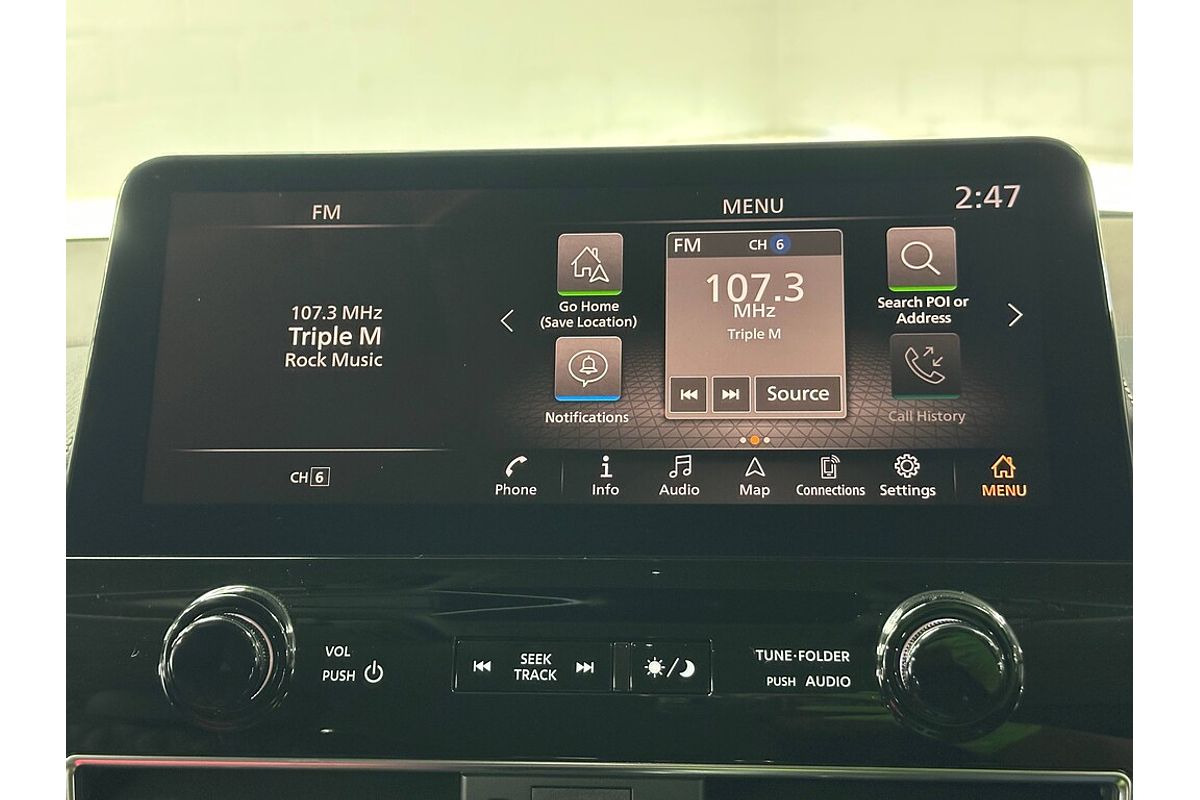 FM
107.3 MHz
Triple M
Rock Music
CH 6
MENU
2:47
Go Home
(Save Location)
Notifications
FM CH 6
107.3
MHz
Triple M
Source
Search POI or
Address
Call History
Phone Info Audio Map Connections Settings MENU
VOL
PUSH
SEEK
TRACK
TUNE·FOLDER
PUSH AUDIO